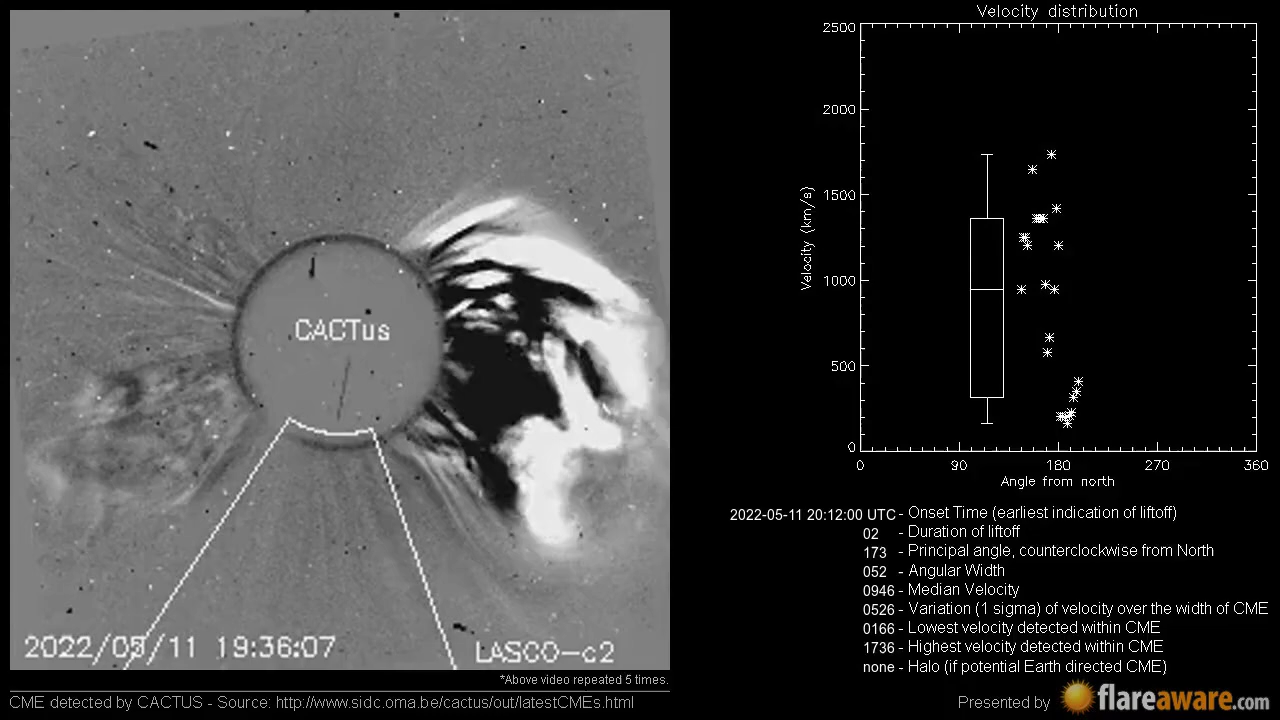 CACTus
2022/05/11 19:36:07
LASCO-c2
*Above video repeated 5 times.
CME detected by CACTUS - Source: http://www.sidc.oma.be/cactus/out/latestCMEs.html
Velocity distribution
2500
2000
1500
1000
500
0
Velocity (km/s)
0 90 180 270 360
Angle from north
2022-05-11 20:12:00 UTC - Onset Time (earliest indication of liftoff)
02 - Duration of liftoff
173 - Principal angle, counterclockwise from North
052 - Angular Width
0946 - Median Velocity
0526 - Variation (1 sigma) of velocity over the width of CME
0166 - Lowest velocity detected within CME
1736 - Highest velocity detected within CME
none - Halo (if potential Earth directed CME)
Presented by flareaware.com